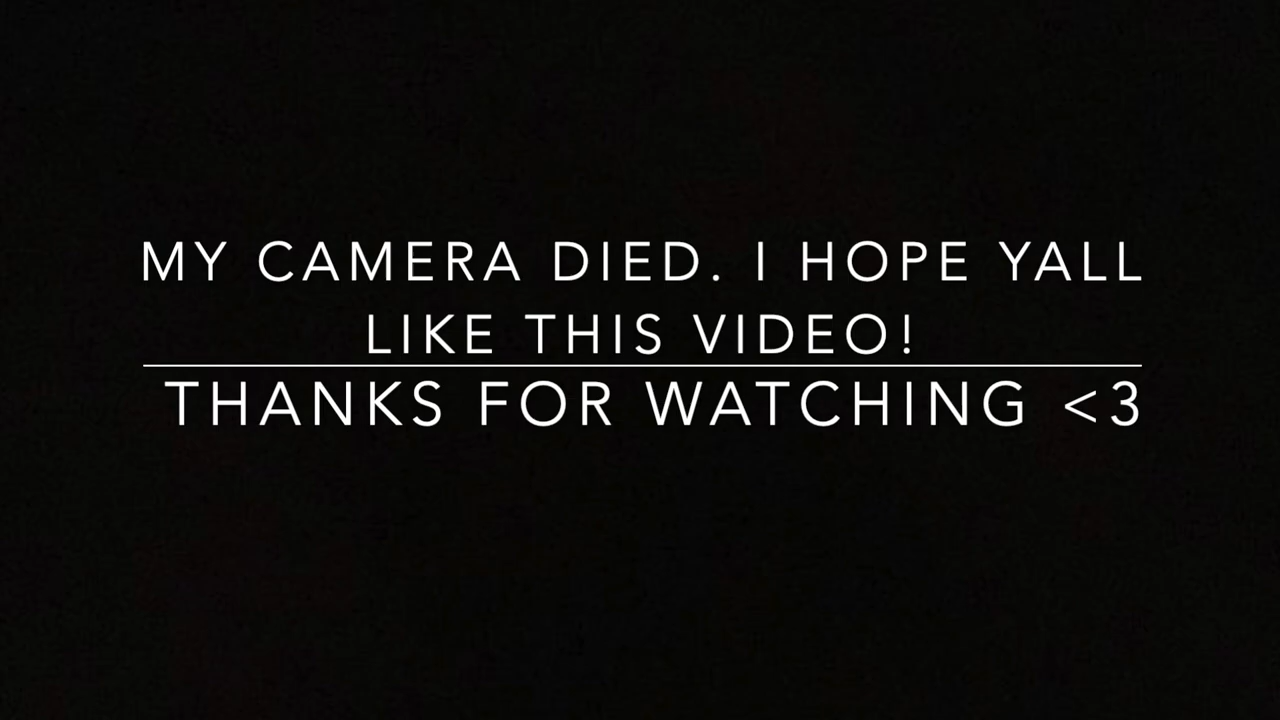 MY CAMERA DIED. I HOPE YALL
LIKE THIS VIDEO!
THANKS FOR WATCHING <3